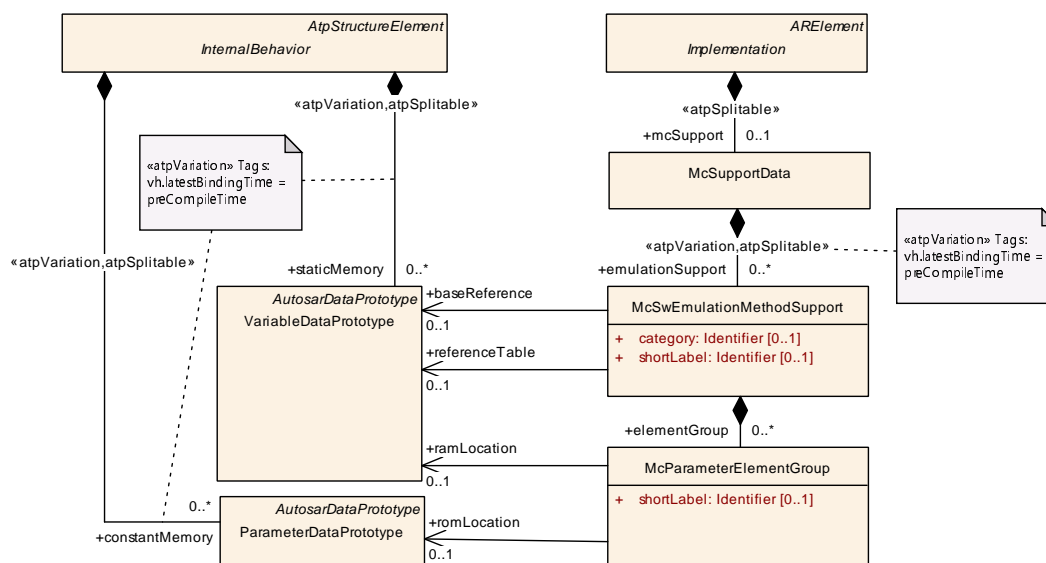 AtpStructureElement
InternalBehavior
ARElement
Implementation
«atpVariation,atpSplitable»
«atpSplitable»
+mcSupport 0..1
«atpVariation» Tags:
vh.latestBindingTime =
preCompileTime
McSupportData
«atpVariation» Tags:
vh.latestBindingTime =
preCompileTime
«atpVariation,atpSplitable»
«atpVariation,atpSplitable»
+staticMemory 0..*
+emulationSupport 0..*
AutosarDataPrototype
VariableDataPrototype
+baseReference
0..1
McSwEmulationMethodSupport
+ category: Identifier [0..1]
+ shortLabel: Identifier [0..1]
+referenceTable
0..1
+elementGroup 0..*
+ramLocation
0..1
McParameterElementGroup
+ shortLabel: Identifier [0..1]
0..*
+constantMemory
AutosarDataPrototype
ParameterDataPrototype
+romLocation
0..1